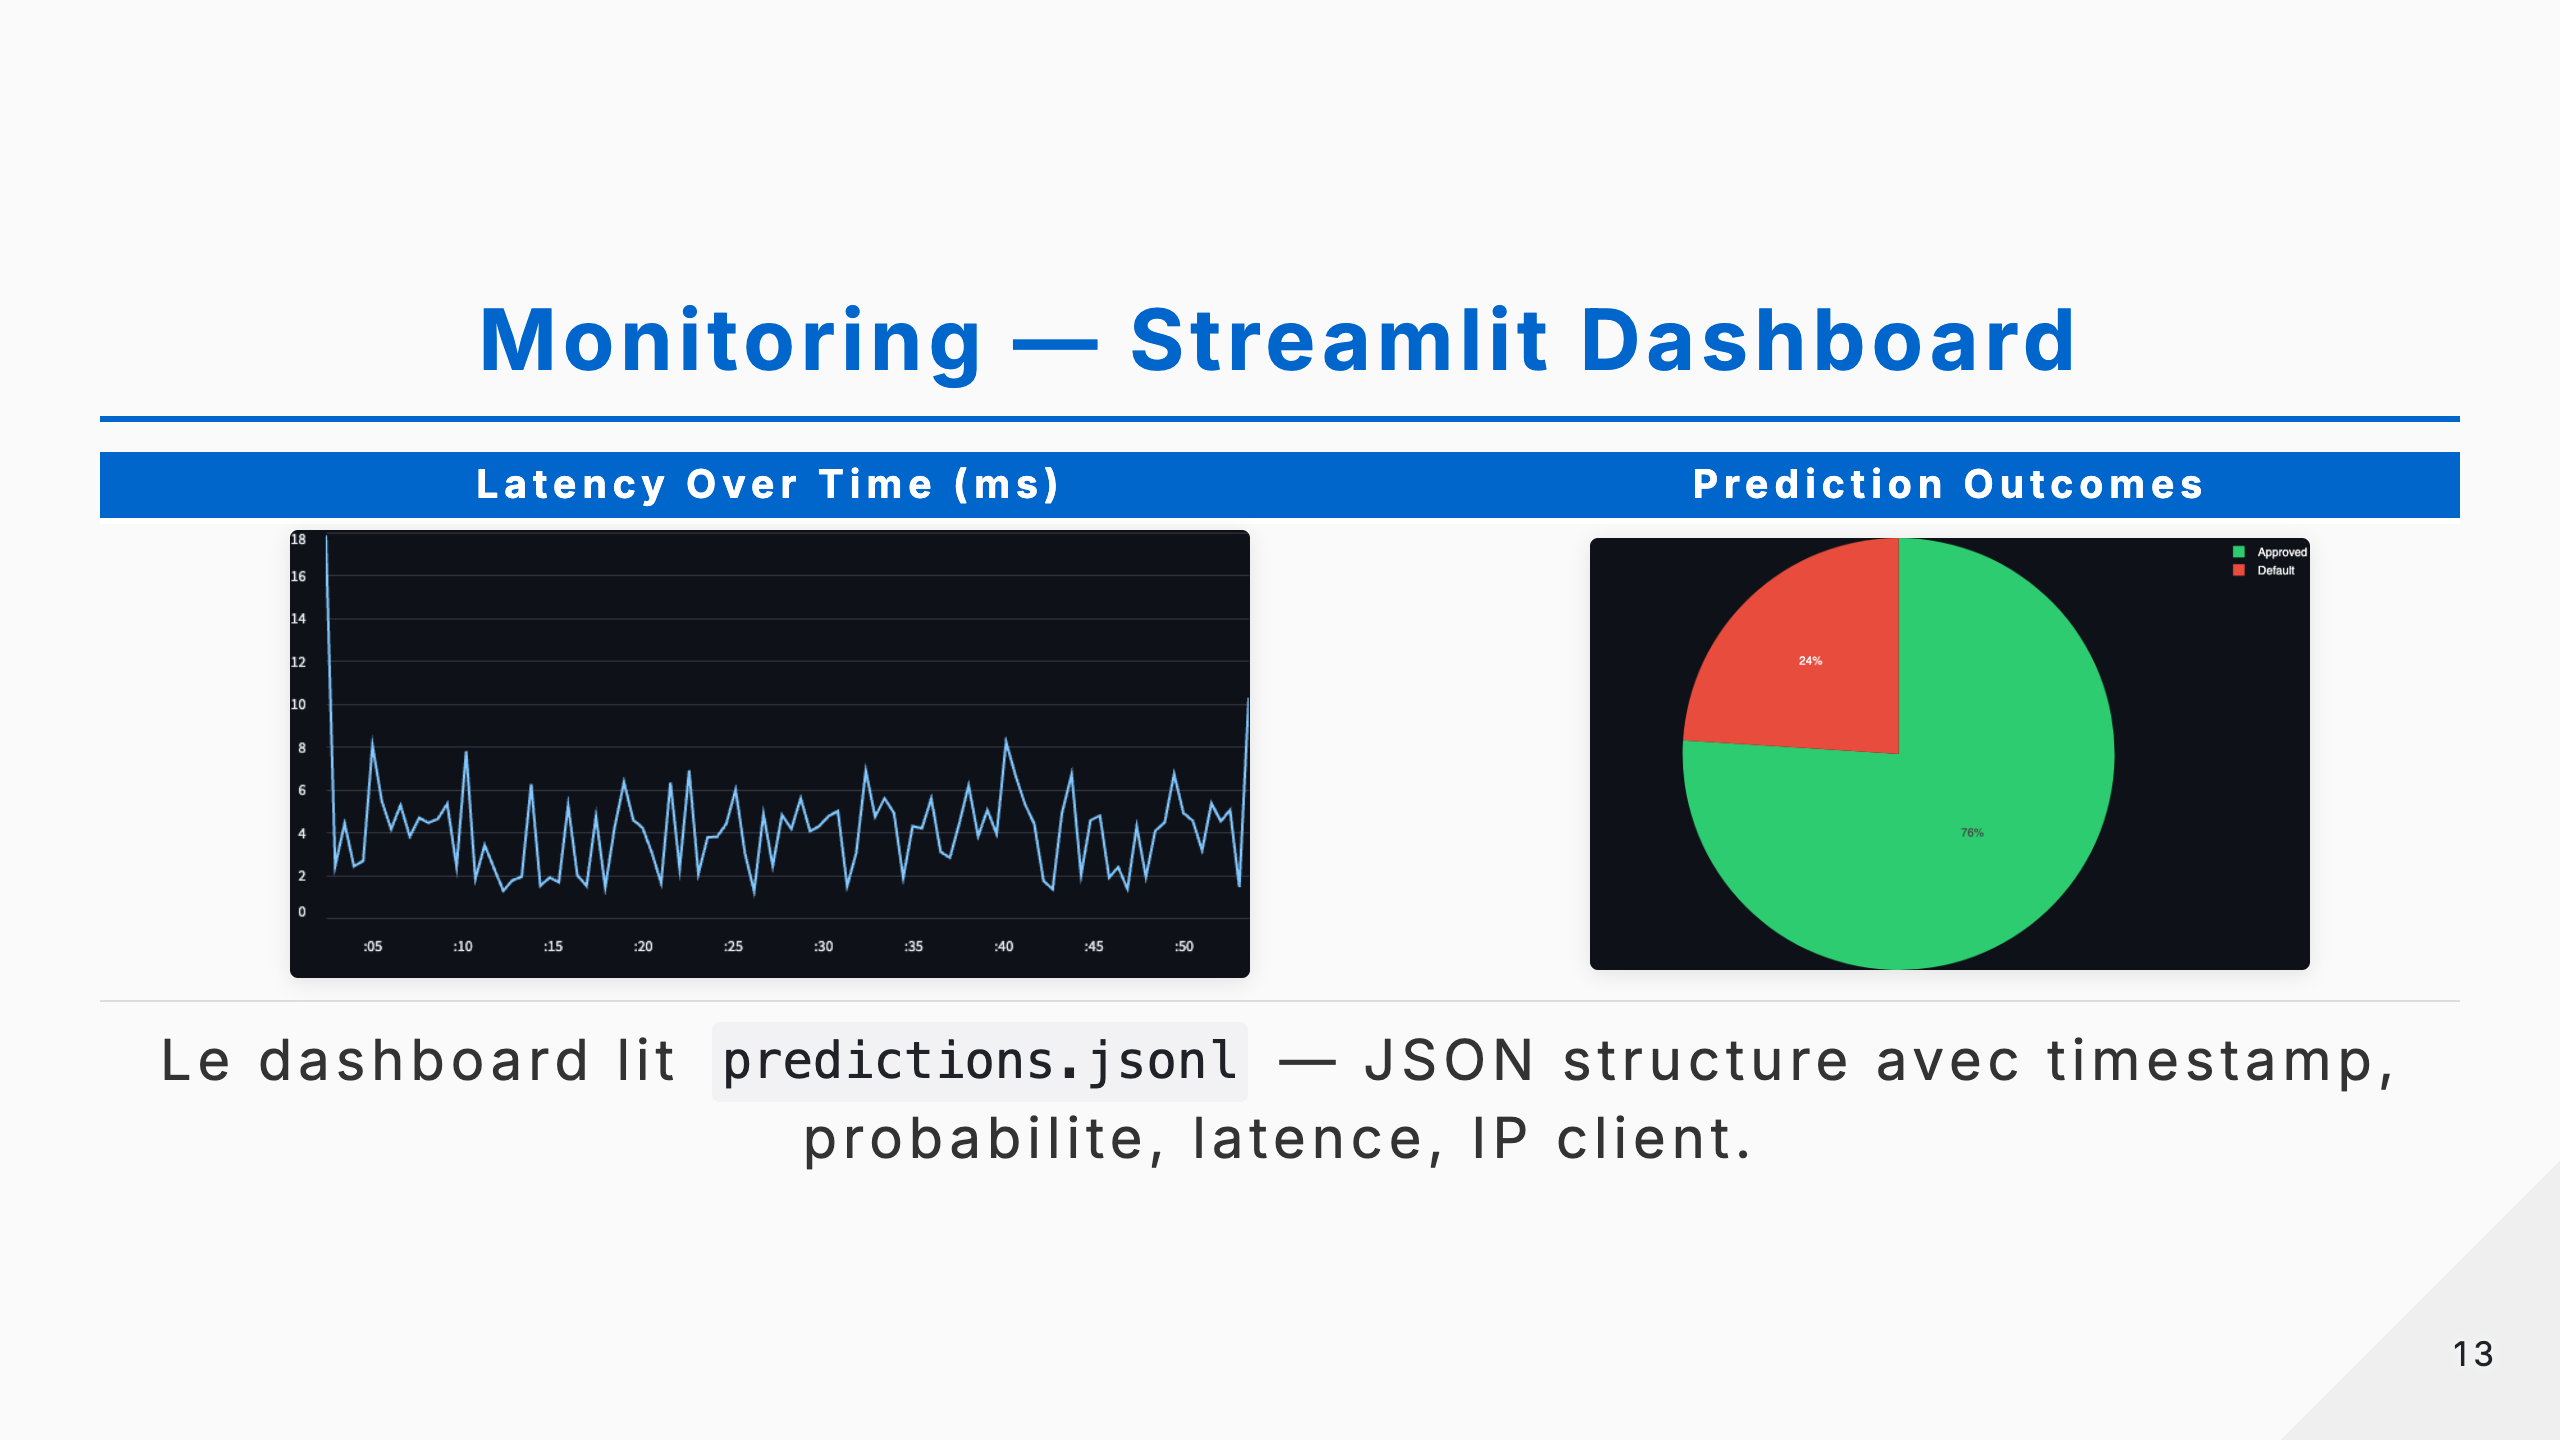 Monitoring — Streamlit Dashboard
Latency Over Time (ms)
Prediction Outcomes
18
16
14
12
10
8
6
4
2
0
:05 :10 :15 :20 :25 :30 :35 :40 :45 :50
Approved
Default
24%
76%
Le dashboard lit predictions.jsonl — JSON structure avec timestamp,
probabilite, latence, IP client.
13